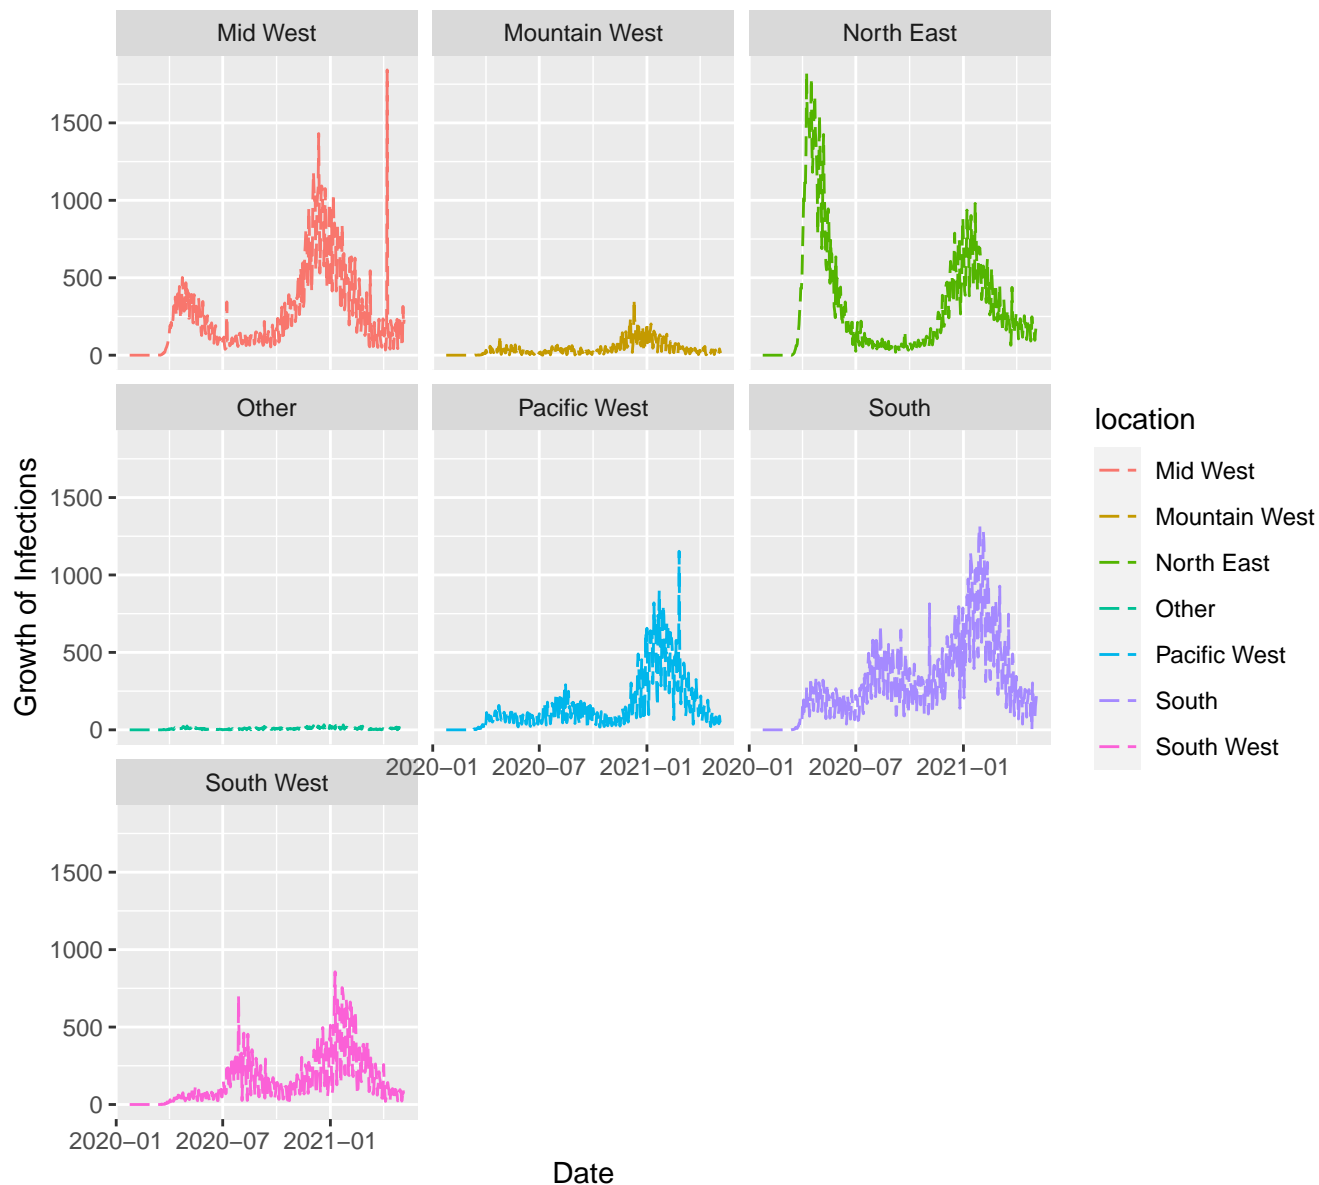 Mid West
Mountain West
North East
1500
1000
500
0
Other
Pacific West
South
1500
1000
500
0
2020−01
2020−07
2021−01
2020−01
2020−07
2021−01
South West
1500
1000
500
0
2020−01
2020−07
2021−01
Date
Growth of Infections
location
Mid West
Mountain West
North East
Other
Pacific West
South
South West